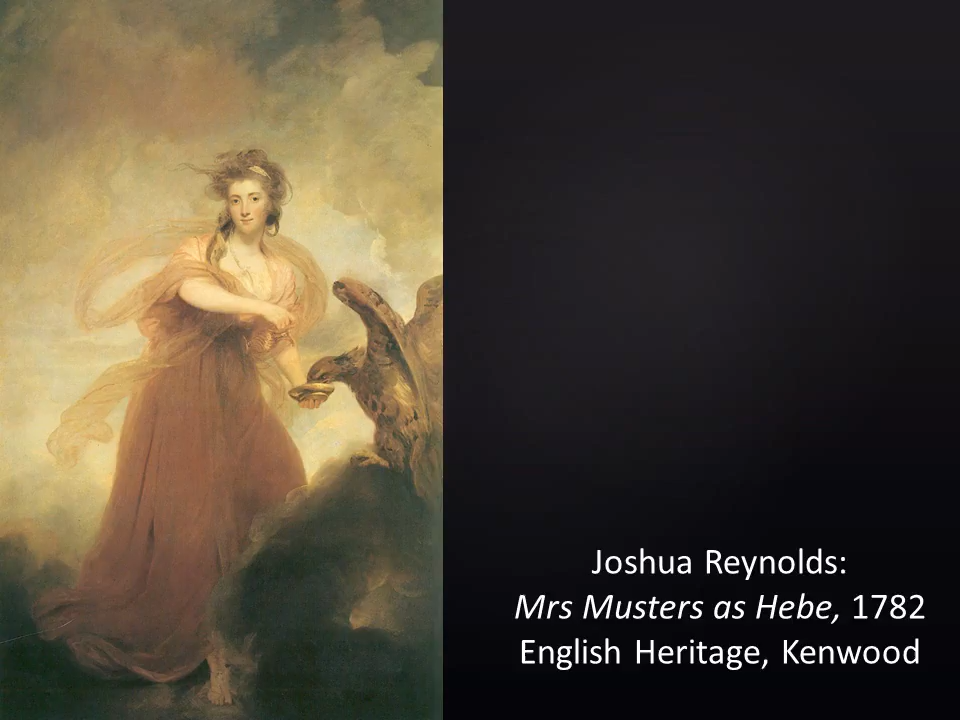 Joshua Reynolds:
Mrs Musters as Hebe, 1782
English Heritage, Kenwood